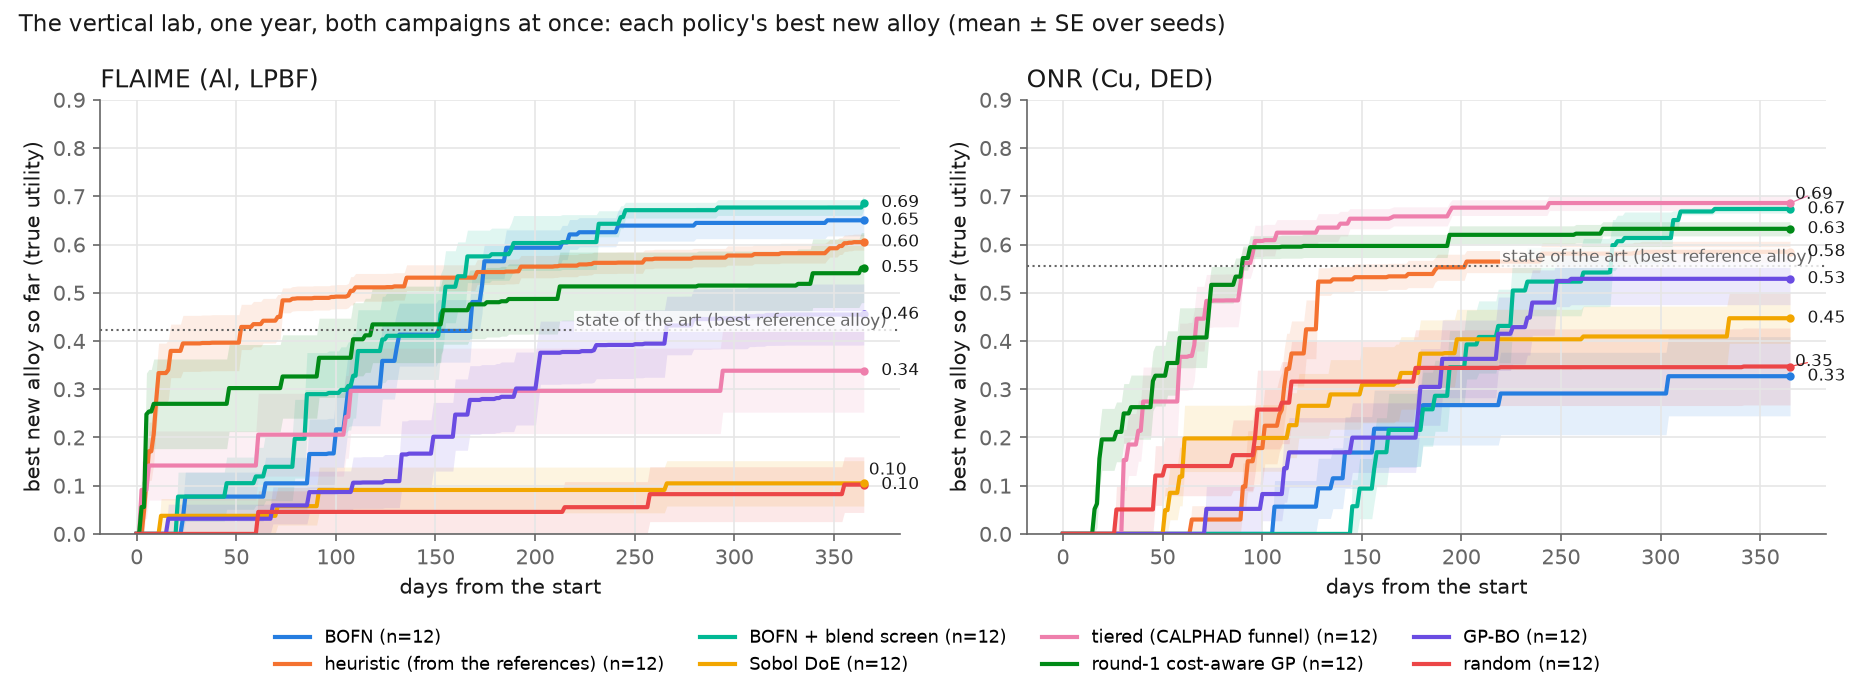 The vertical lab, one year, both campaigns at once: each policy's best new alloy (mean ± SE over seeds)
FLAIME (Al, LPBF)
best new alloy so far (true utility)
0.9
0.8
0.7
0.6
0.5
0.4
0.3
0.2
0.1
0.0
0.69
0.65
0.60
0.55
0.46
state of the art (best reference alloy)
0.34
0.10
0.10
0 50 100 150 200 250 300 350
days from the start
ONR (Cu, DED)
best new alloy so far (true utility)
0.9
0.8
0.7
0.6
0.5
0.4
0.3
0.2
0.1
0.0
0.69
0.67
0.63
0.58
state of the art (best reference alloy)
0.53
0.45
0.35
0.33
0 50 100 150 200 250 300 350
days from the start
BOFN (n=12)
heuristic (from the references) (n=12)
BOFN + blend screen (n=12)
Sobol DoE (n=12)
tiered (CALPHAD funnel) (n=12)
round-1 cost-aware GP (n=12)
GP-BO (n=12)
random (n=12)